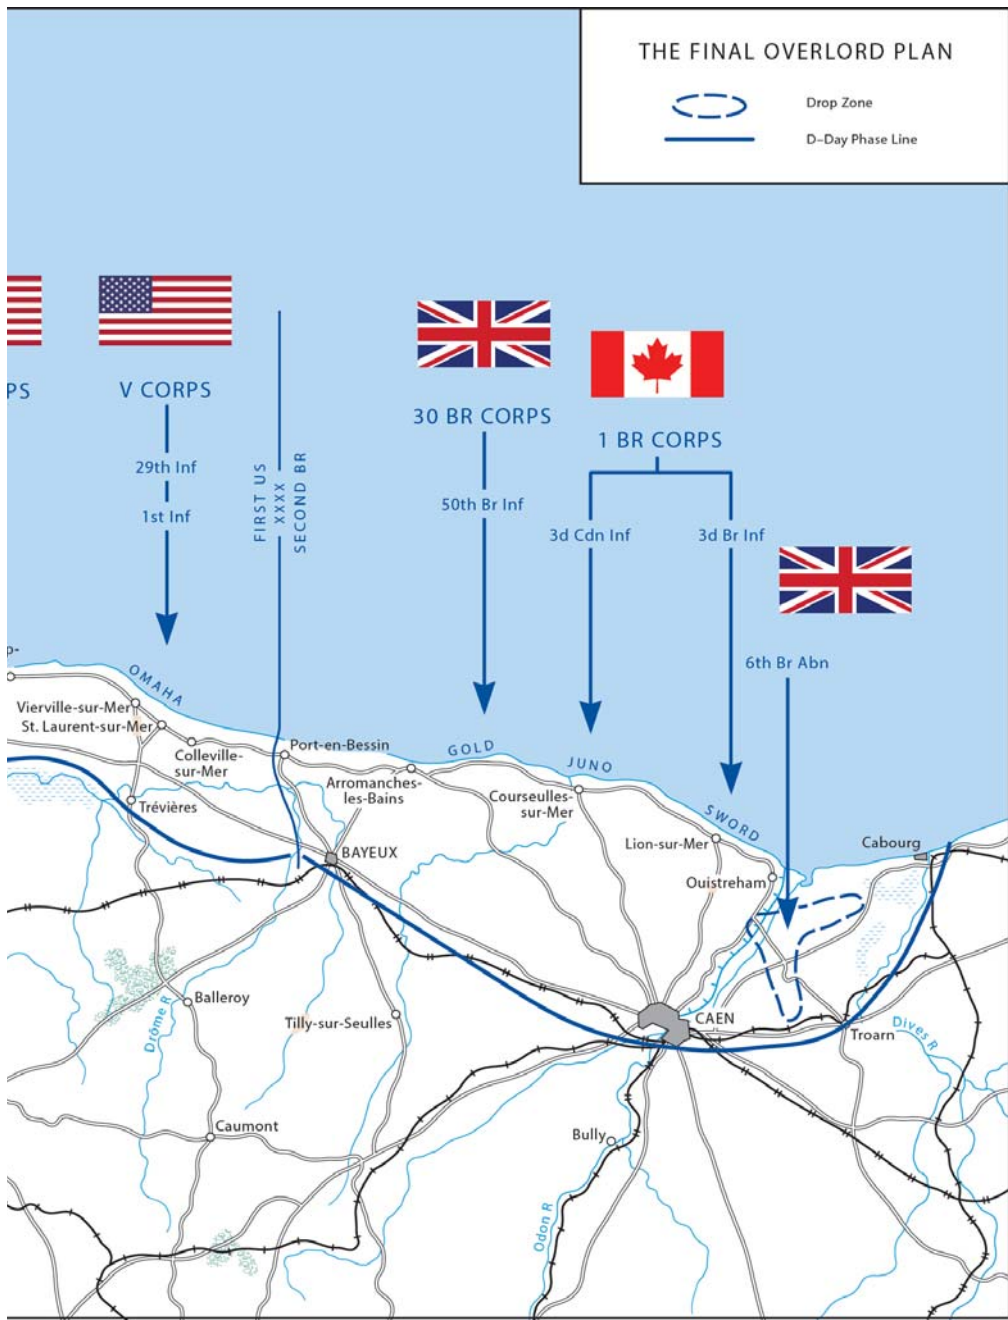 THE FINAL OVERLORD PLAN
Drop Zone
D-Day Phase Line
PS
V CORPS
29th Inf
1st Inf
FIRST US
XXXX
SECOND BR
30 BR CORPS
50th Br Inf
1 BR CORPS
3d Cdn Inf
3d Br Inf
6th Br Abn
OMAHA
GOLD
JUNO
SWORD
Vierville-sur-Mer
St. Laurent-sur-Mer
Colleville-
sur-Mer
Port-en-Bessin
Arromanches-
les-Bains
Courseulles-
sur-Mer
Lion-sur-Mer
Ouistreham
Cabourg
Trévières
BAYEUX
Balleroy
Drôme R
Tilly-sur-Seulles
CAEN
Troarn
Dives R
Caumont
Bully
Odon R